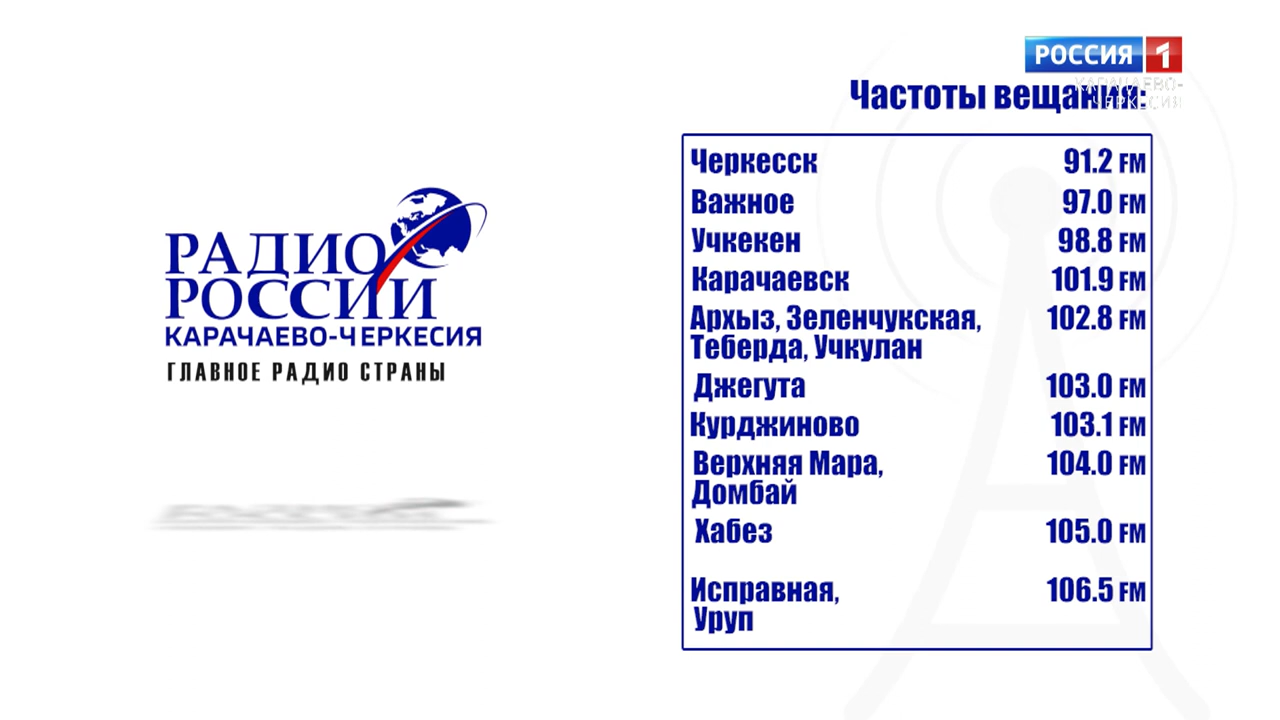 РОССИЯ 1
КАРАЧАЕВО-
ЧЕРКЕСИЯ
Частоты вещания:
РАДИО
РОССИИ
КАРАЧАЕВО-ЧЕРКЕСИЯ
ГЛАВНОЕ РАДИО СТРАНЫ
Черкесск 91.2 FM
Важное 97.0 FM
Учкекен 98.8 FM
Карачаевск 101.9 FM
Архыз, Зеленчукская, 102.8 FM
Теберда, Учкулан
Джегута 103.0 FM
Курджиново 103.1 FM
Верхняя Мара, 104.0 FM
Домбай
Хабез 105.0 FM
Исправная, 106.5 FM
Уруп